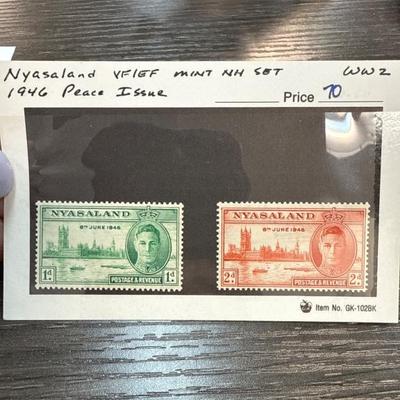 Nyasaland VF/EF MINT NH SET WW2
1946 Peace Issue Price 70
NYASALAND
8TH JUNE 1946
1d. 1d.
POSTAGE & REVENUE
NYASALAND
8TH JUNE 1946
2d. 2d.
POSTAGE & REVENUE
Item No. GK-102BK